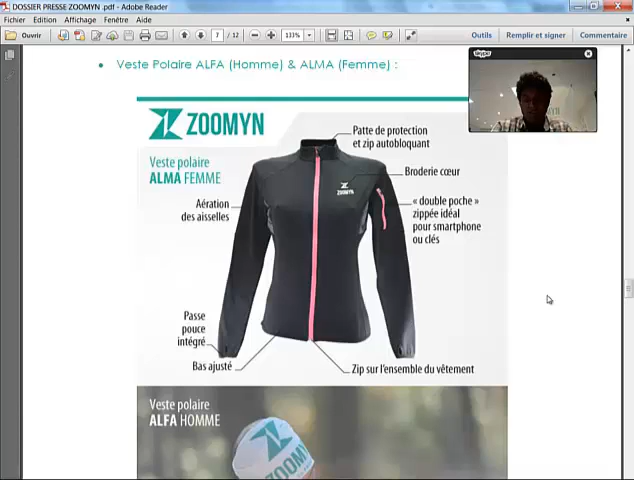 DOSSIER PRESSE ZOOMYN .pdf - Adobe Reader
Fichier Edition Affichage Fenêtre Aide
Ouvrir 7 / 12 133% Outils Remplir et signer Commentaire
skype
• Veste Polaire ALFA (Homme) & ALMA (Femme) :
ZOOMYN
Patte de protection
et zip autobloquant
Veste polaire
ALMA FEMME
Broderie cœur
ZOOMYN
Aération
des aisselles
« double poche »
zippée idéal
pour smartphone
ou clés
Passe
pouce
intégré
Bas ajusté
Zip sur l'ensemble du vêtement
Veste polaire
ALFA HOMME
ZOOMYN